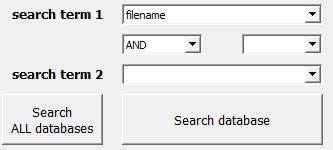 search term 1 filename
AND
search term 2
Search
ALL databases
Search database